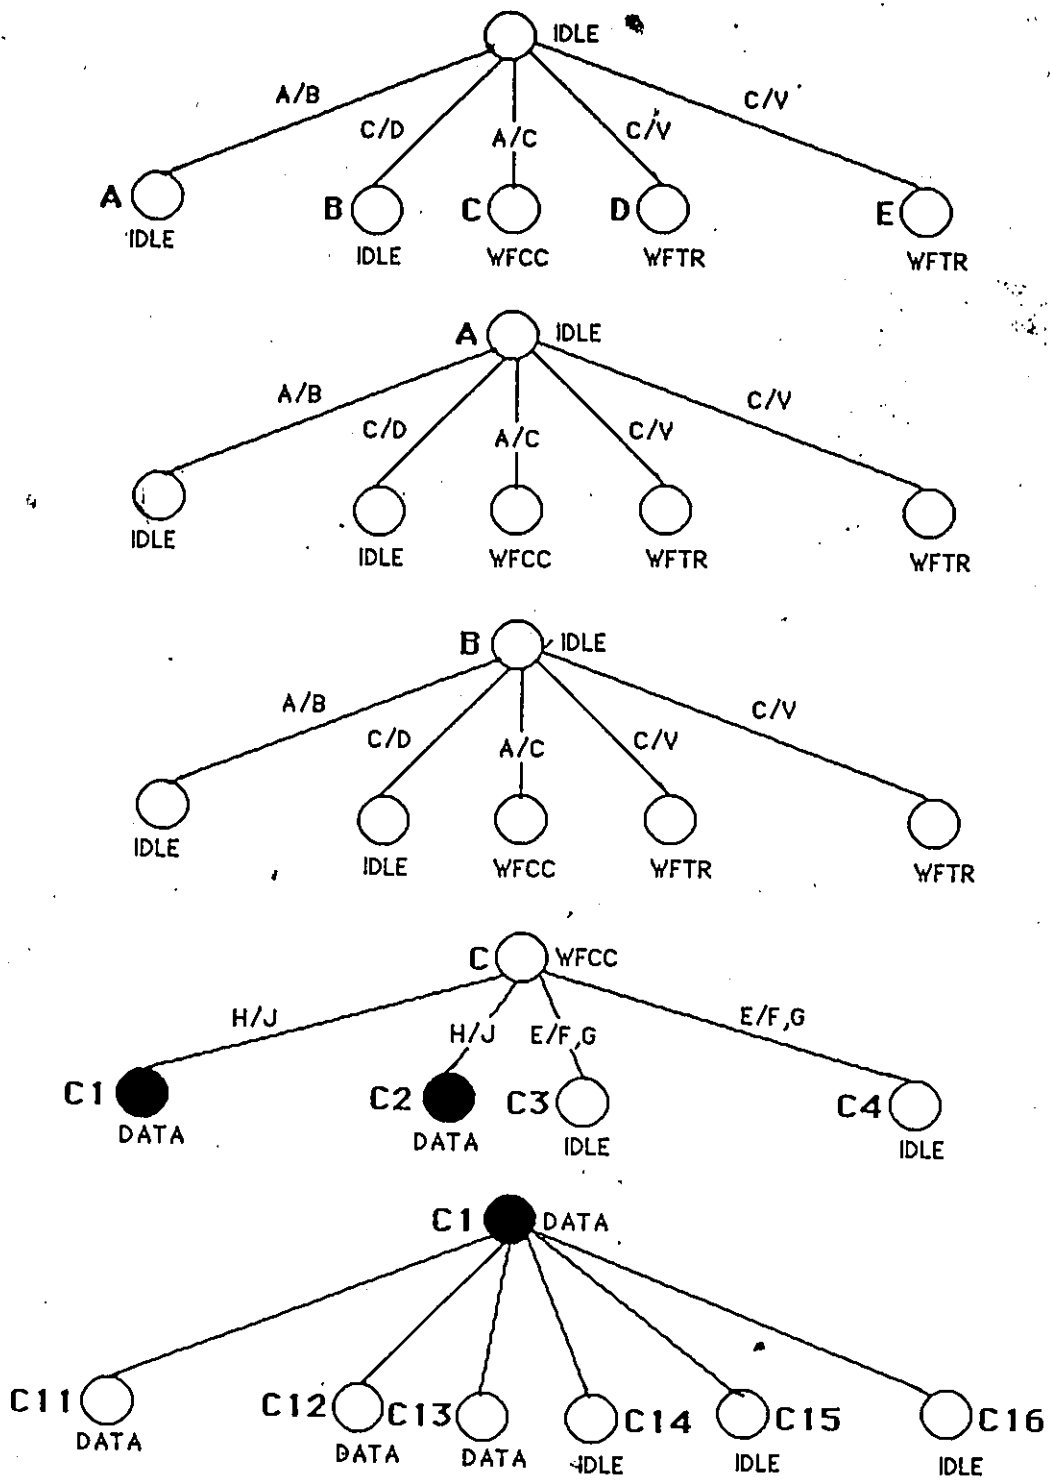 IDLE
A/B C/D A/C C/V C/V
A B C D E
IDLE IDLE WFCC WFTR WFTR
A IDLE
A/B C/D A/C C/V C/V
IDLE IDLE WFCC WFTR WFTR
B IDLE
A/B C/D A/C C/V C/V
IDLE IDLE WFCC WFTR WFTR
C WFCC
H/J H/J E/F,G E/F,G
C1 C2 C3 C4
DATA DATA IDLE IDLE
C1 DATA
C11 C12 C13 C14 C15 C16
DATA DATA DATA IDLE IDLE IDLE